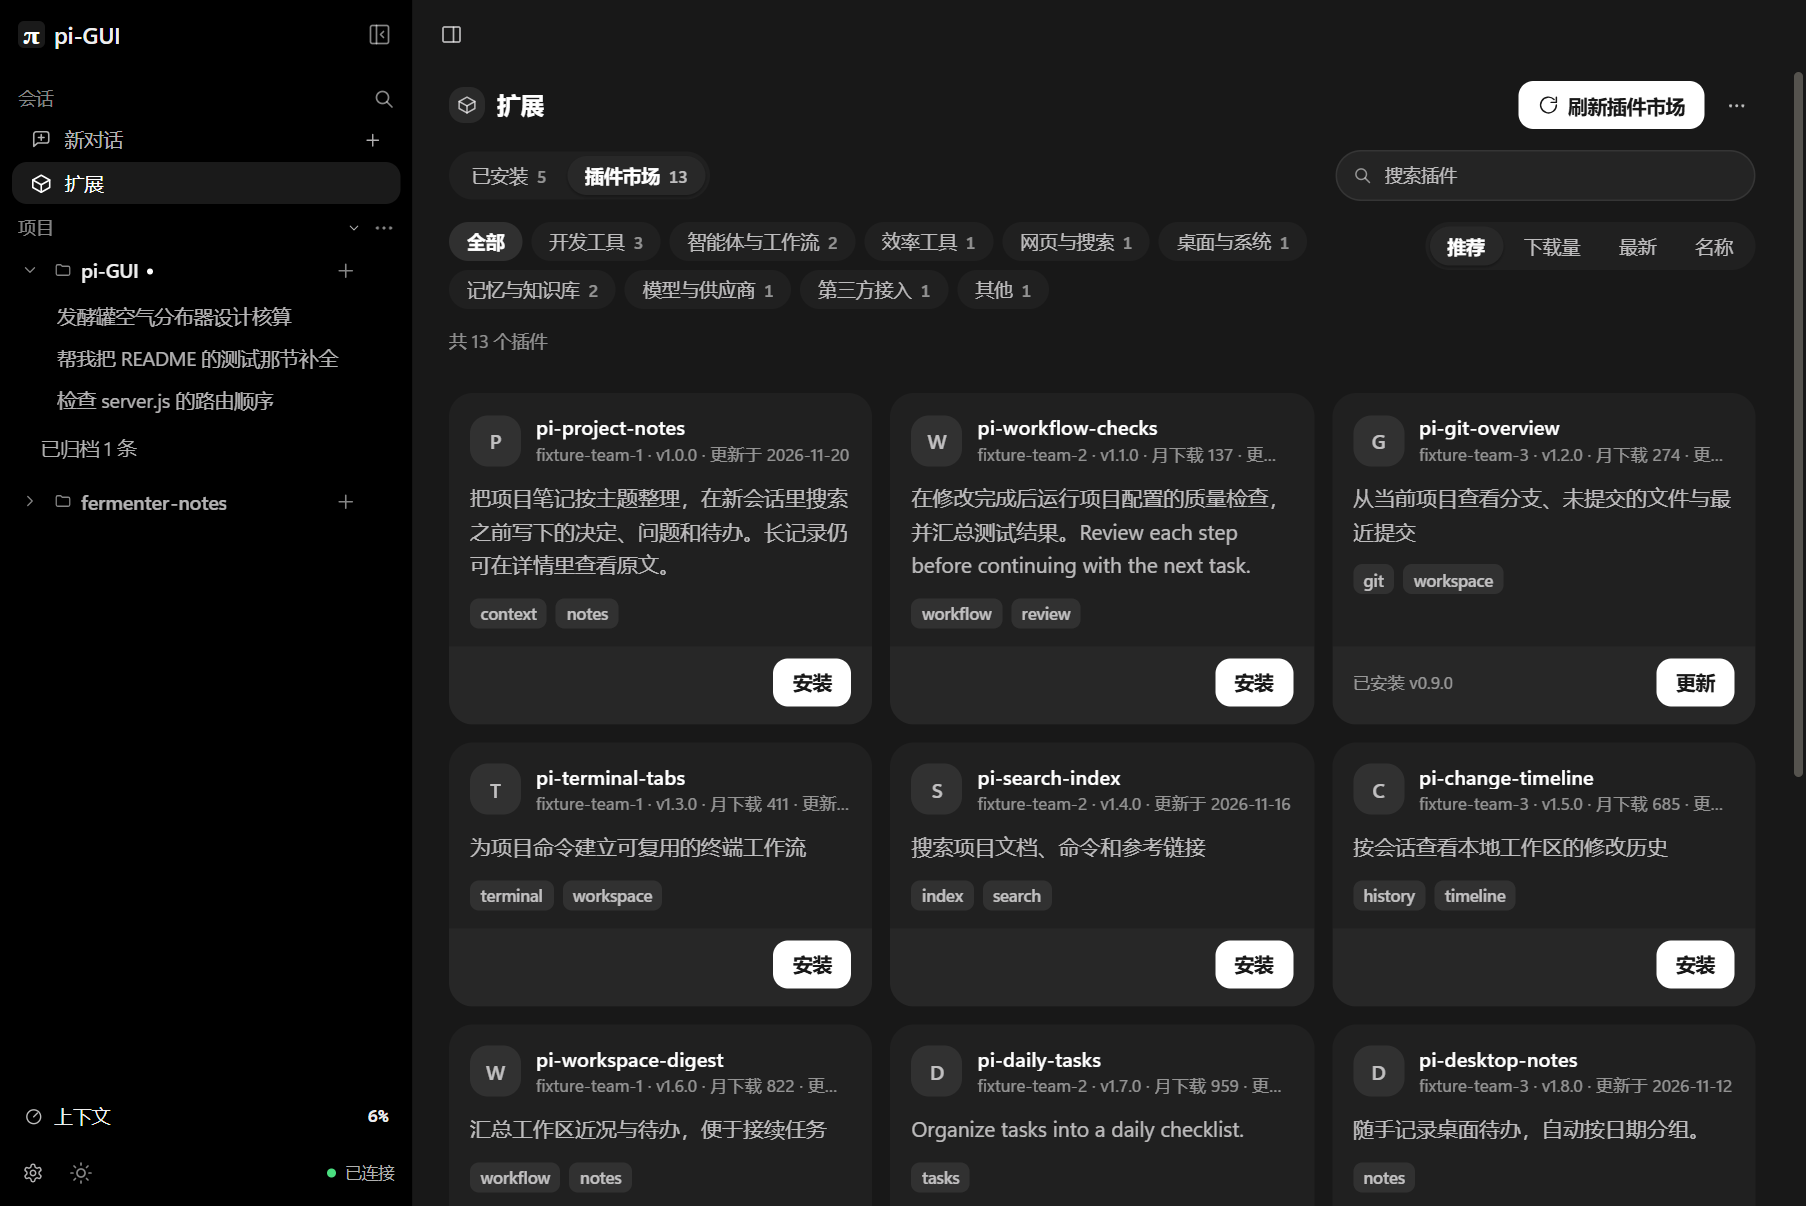 π pi-GUI
会话
新对话
扩展
项目
pi-GUI •
发酵罐空气分布器设计核算
帮我把 README 的测试那节补全
检查 server.js 的路由顺序
已归档 1 条
fermenter-notes
上下文 6%
已连接
扩展
刷新插件市场
已安装 5 插件市场 13
搜索插件
全部 开发工具 3 智能体与工作流 2 效率工具 1 网页与搜索 1 桌面与系统 1
记忆与知识库 2 模型与供应商 1 第三方接入 1 其他 1
推荐 下载量 最新 名称
共 13 个插件
P
pi-project-notes
fixture-team-1 · v1.0.0 · 更新于 2026-11-20
把项目笔记按主题整理，在新会话里搜索
之前写下的决定、问题和待办。长记录仍
可在详情里查看原文。
context notes
安装
W
pi-workflow-checks
fixture-team-2 · v1.1.0 · 月下载 137 · 更...
在修改完成后运行项目配置的质量检查，
并汇总测试结果。Review each step
before continuing with the next task.
workflow review
安装
G
pi-git-overview
fixture-team-3 · v1.2.0 · 月下载 274 · 更...
从当前项目查看分支、未提交的文件与最
近提交
git workspace
已安装 v0.9.0
更新
T
pi-terminal-tabs
fixture-team-1 · v1.3.0 · 月下载 411 · 更新...
为项目命令建立可复用的终端工作流
terminal workspace
安装
S
pi-search-index
fixture-team-2 · v1.4.0 · 更新于 2026-11-16
搜索项目文档、命令和参考链接
index search
安装
C
pi-change-timeline
fixture-team-3 · v1.5.0 · 月下载 685 · 更...
按会话查看本地工作区的修改历史
history timeline
安装
W
pi-workspace-digest
fixture-team-1 · v1.6.0 · 月下载 822 · 更...
汇总工作区近况与待办，便于接续任务
workflow notes
D
pi-daily-tasks
fixture-team-2 · v1.7.0 · 月下载 959 · 更...
Organize tasks into a daily checklist.
tasks
D
pi-desktop-notes
fixture-team-3 · v1.8.0 · 更新于 2026-11-12
随手记录桌面待办，自动按日期分组。
notes